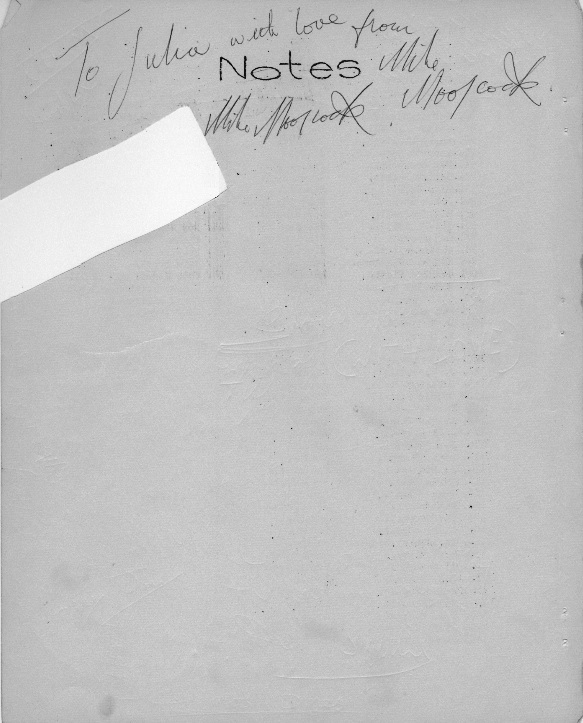 To Julia with love from
Mike
Moorcock
Notes
Mike Moorcock